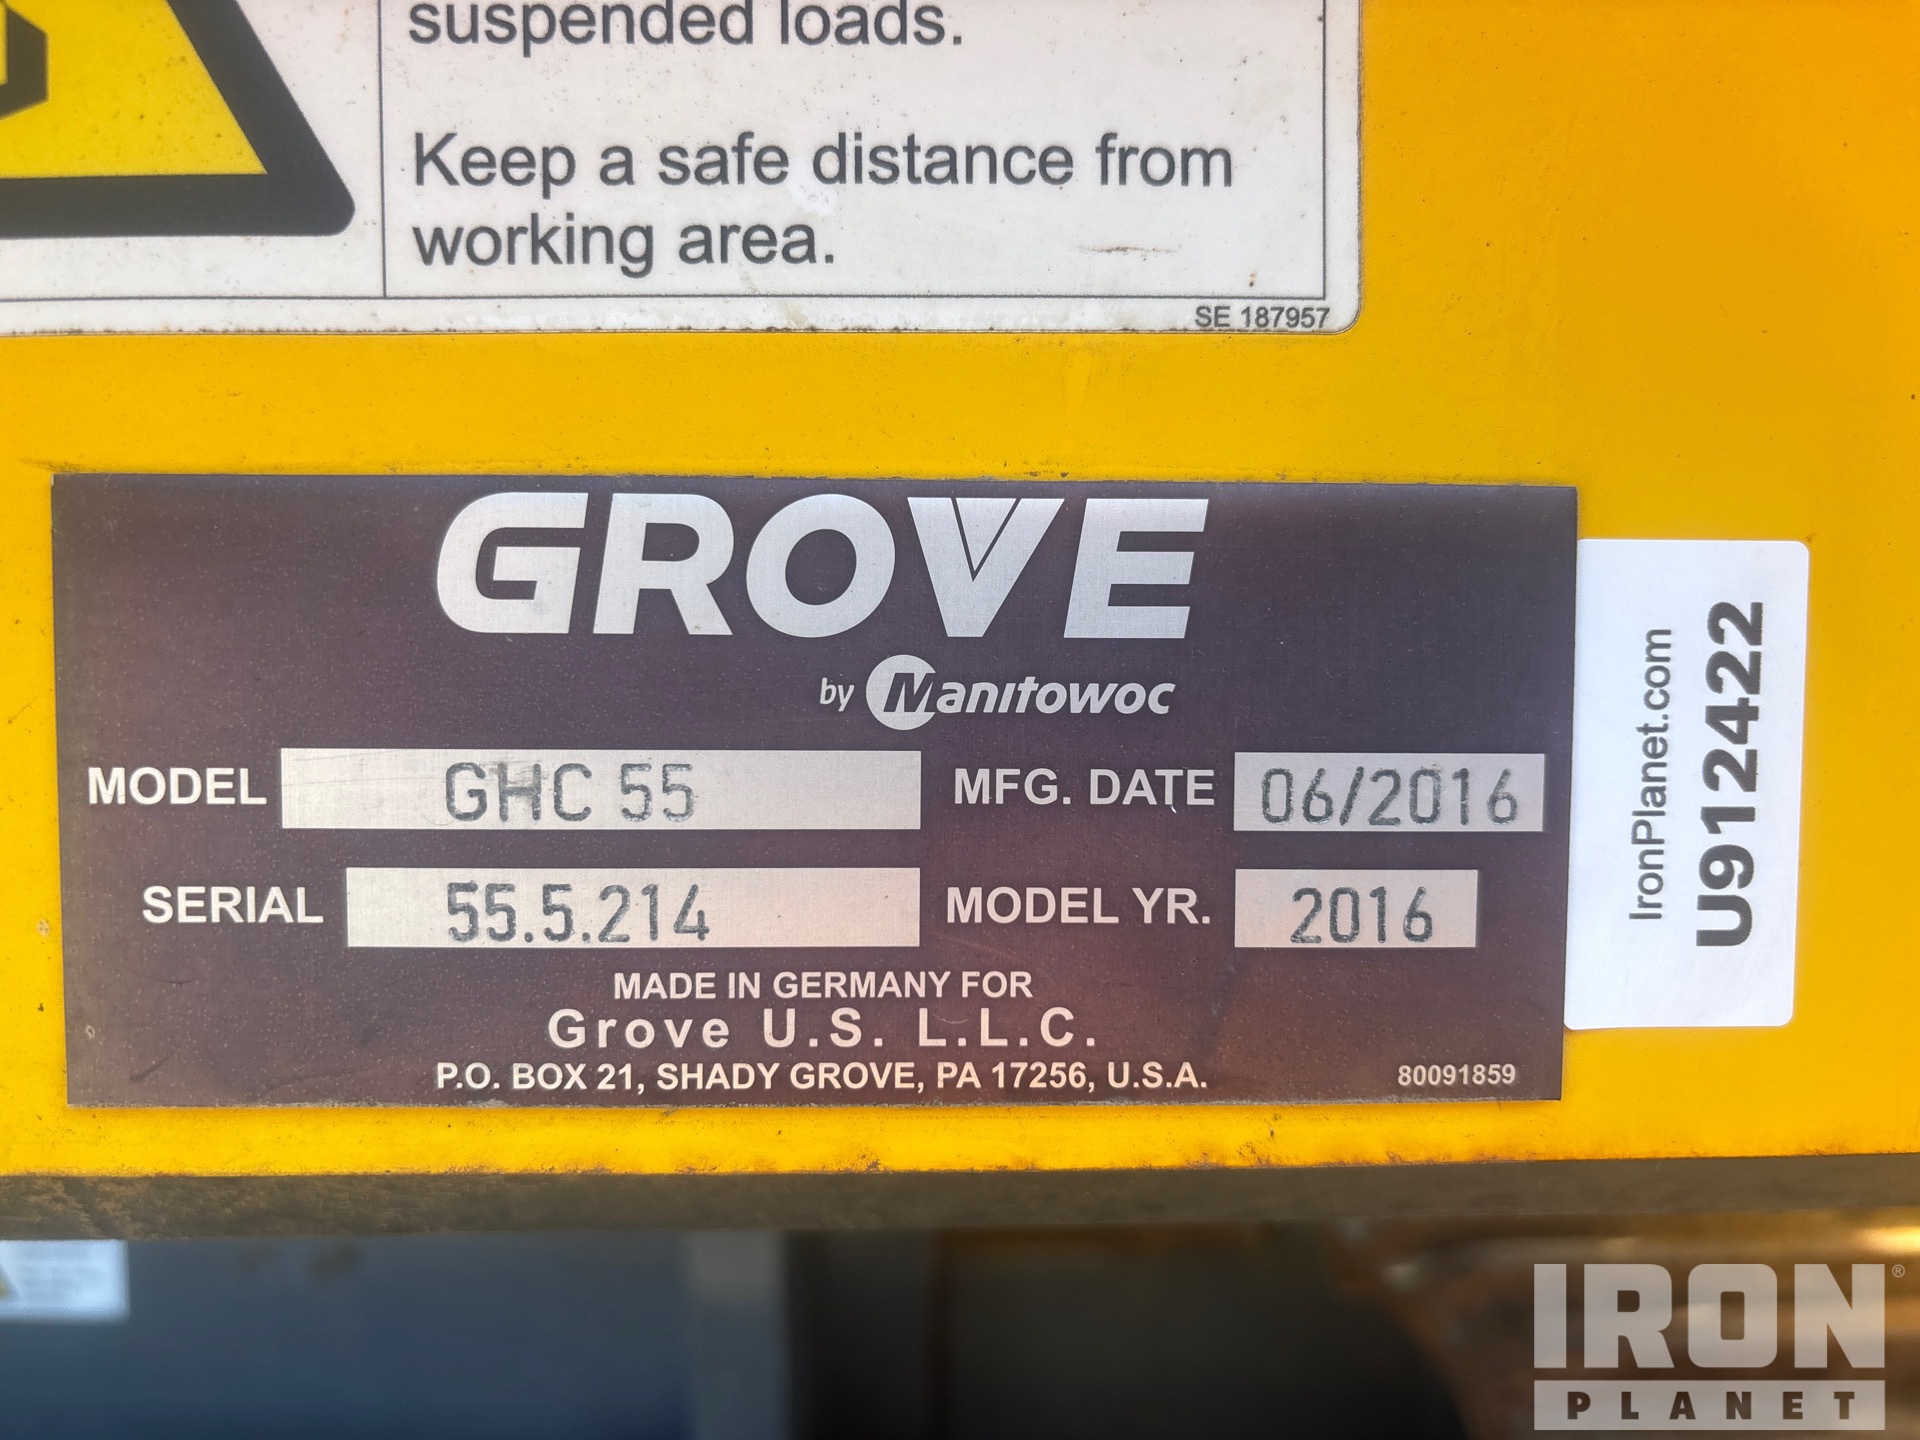 suspended loads.
Keep a safe distance from
working area.
SE 187957
GROVE
by Manitowoc
MODEL GHC 55 MFG. DATE 06/2016
SERIAL 55.5.214 MODEL YR. 2016
MADE IN GERMANY FOR
Grove U.S. L.L.C.
P.O. BOX 21, SHADY GROVE, PA 17256, U.S.A.
80091859
IronPlanet.com
U912422
IRON®
PLANET